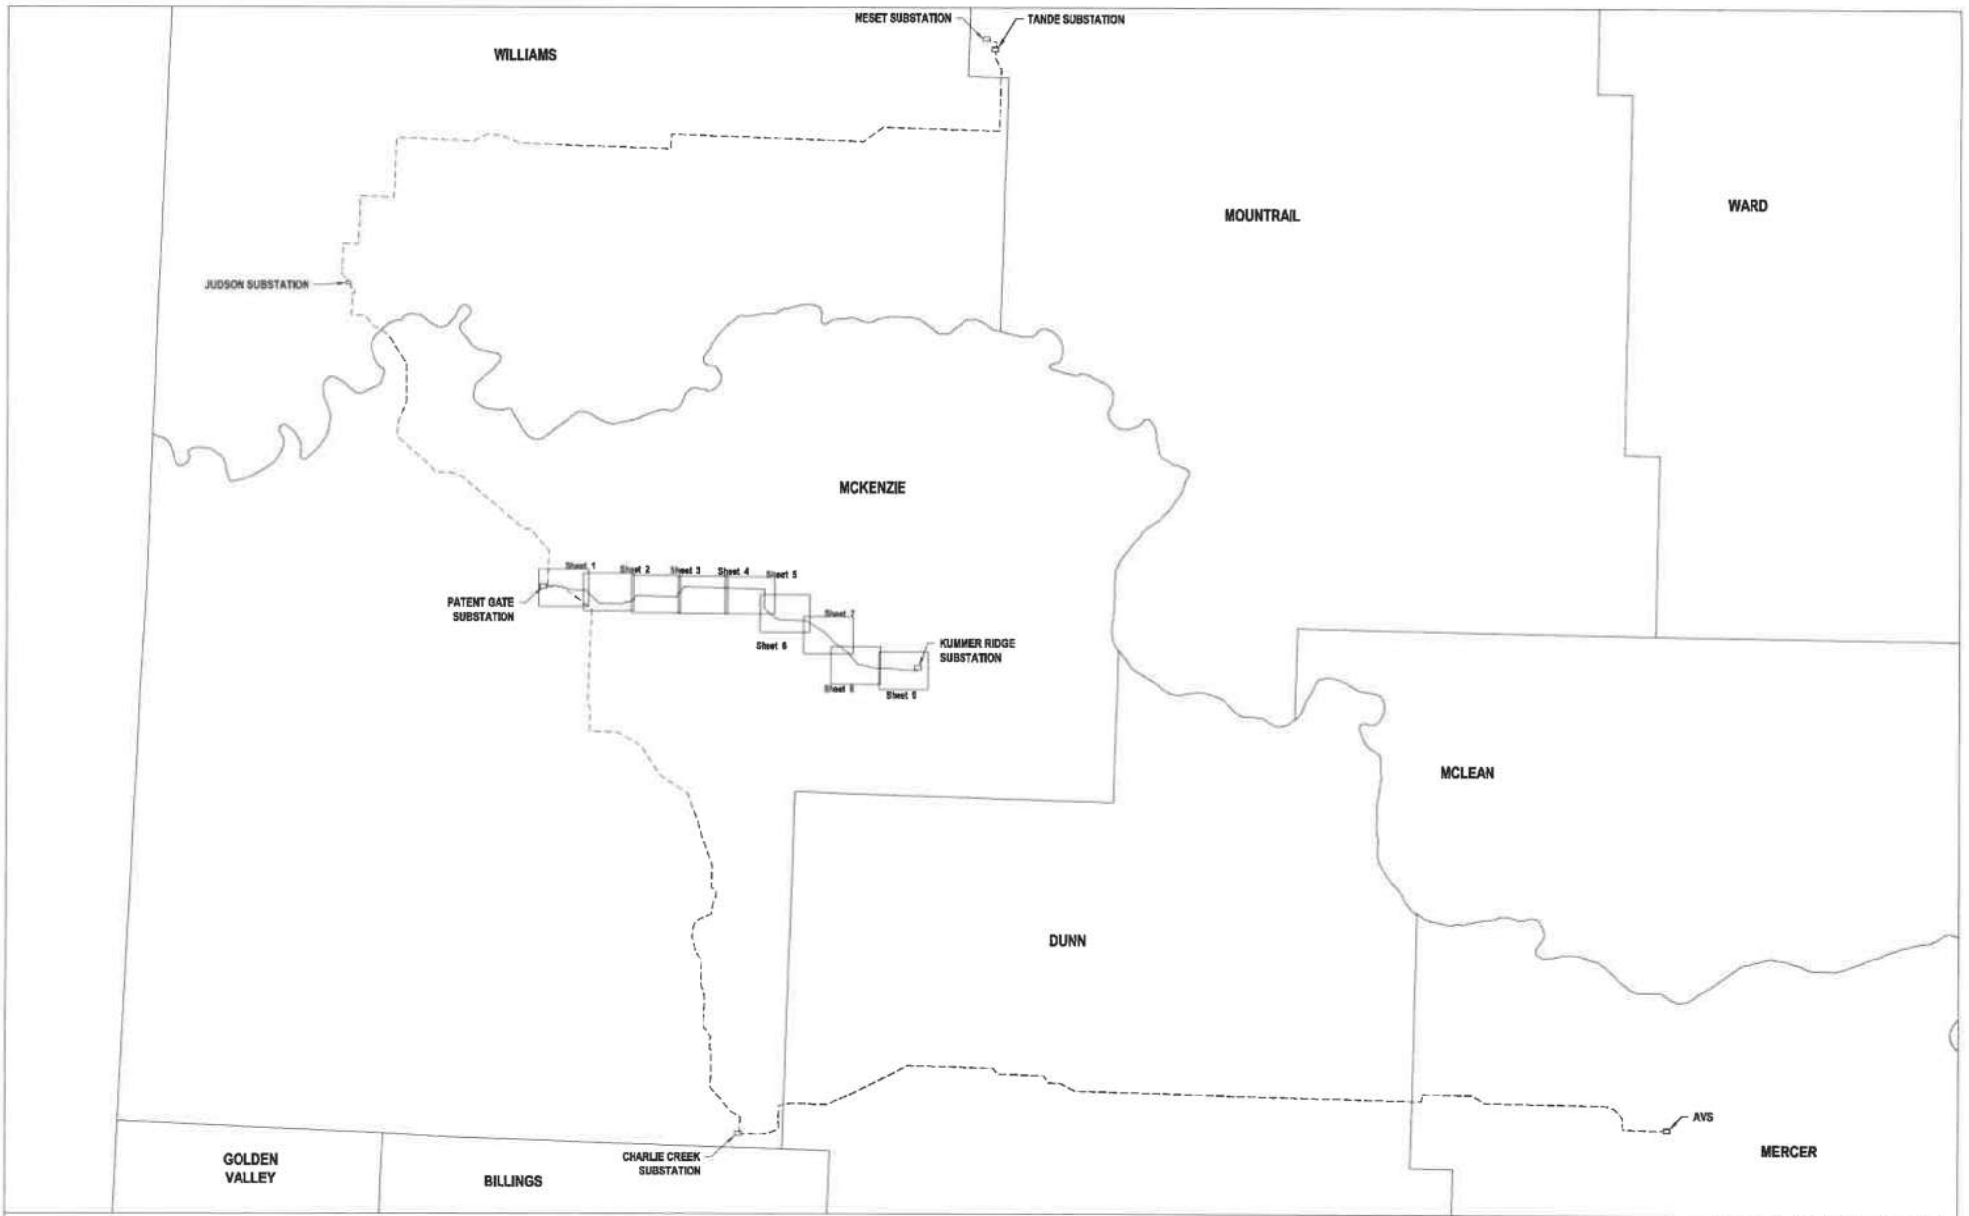 NESET SUBSTATION
TANDE SUBSTATION
WILLIAMS
WARD
MOUNTRAIL
JUDSON SUBSTATION
MCKENZIE
Sheet 1
Sheet 2
Sheet 3
Sheet 4
Sheet 5
PATENT GATE
SUBSTATION
Sheet 7
Sheet 6
KUMMER RIDGE
SUBSTATION
Sheet 8
Sheet 9
MCLEAN
DUNN
AVS
MERCER
CHARLIE CREEK
SUBSTATION
GOLDEN
VALLEY
BILLINGS